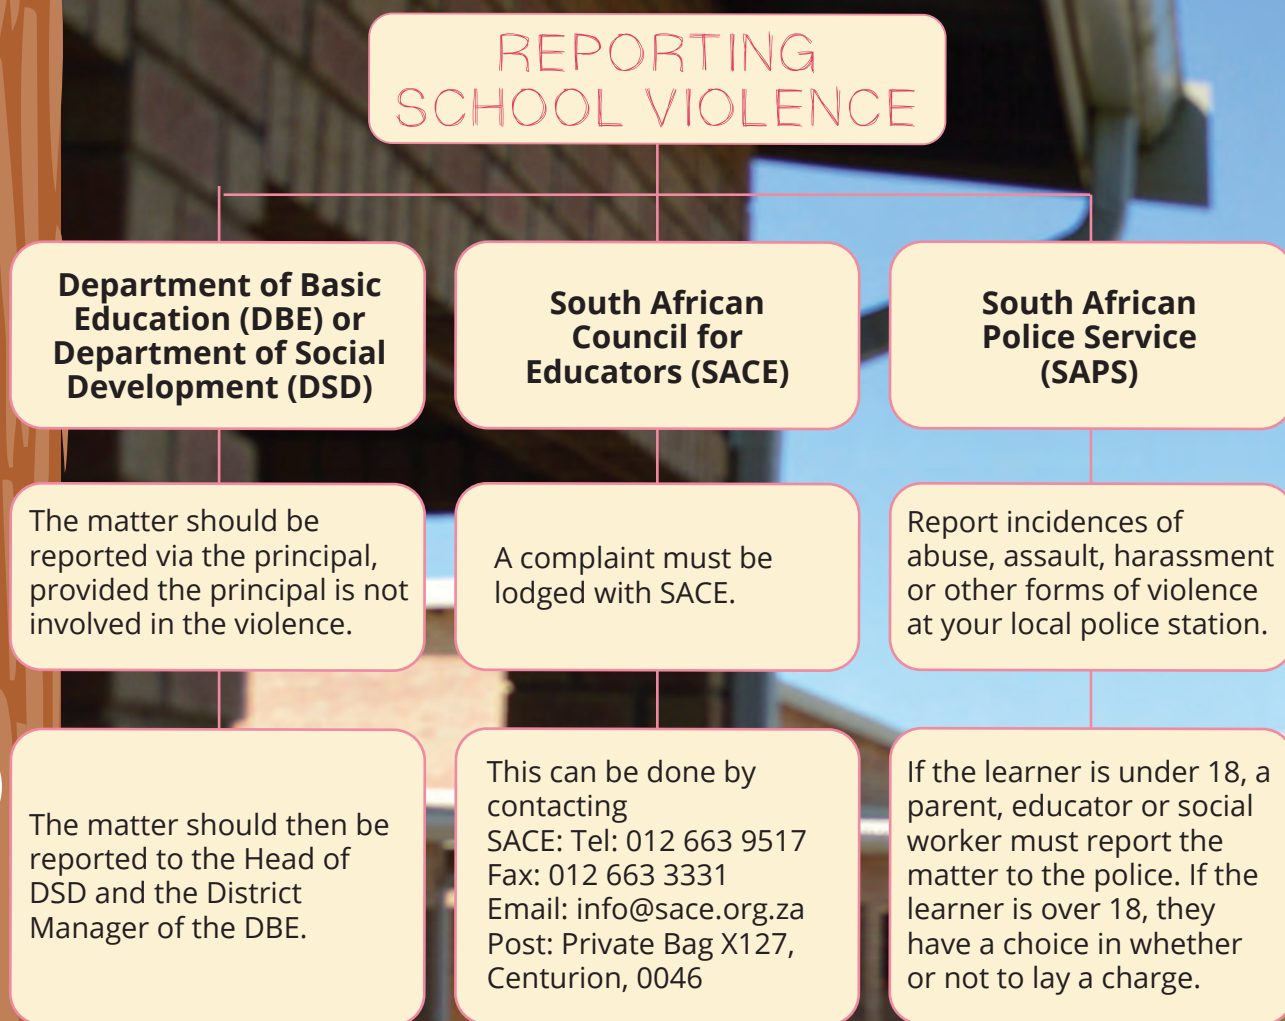 REPORTING
SCHOOL VIOLENCE
Department of Basic
Education (DBE) or
Department of Social
Development (DSD)
The matter should be
reported via the principal,
provided the principal is not
involved in the violence.
The matter should then be
reported to the Head of
DSD and the District
Manager of the DBE.
South African
Council for
Educators (SACE)
A complaint must be
lodged with SACE.
This can be done by
contacting
SACE: Tel: 012 663 9517
Fax: 012 663 3331
Email: info@sace.org.za
Post: Private Bag X127,
Centurion, 0046
South African
Police Service
(SAPS)
Report incidences of
abuse, assault, harassment
or other forms of violence
at your local police station.
If the learner is under 18, a
parent, educator or social
worker must report the
matter to the police. If the
learner is over 18, they
have a choice in whether
or not to lay a charge.